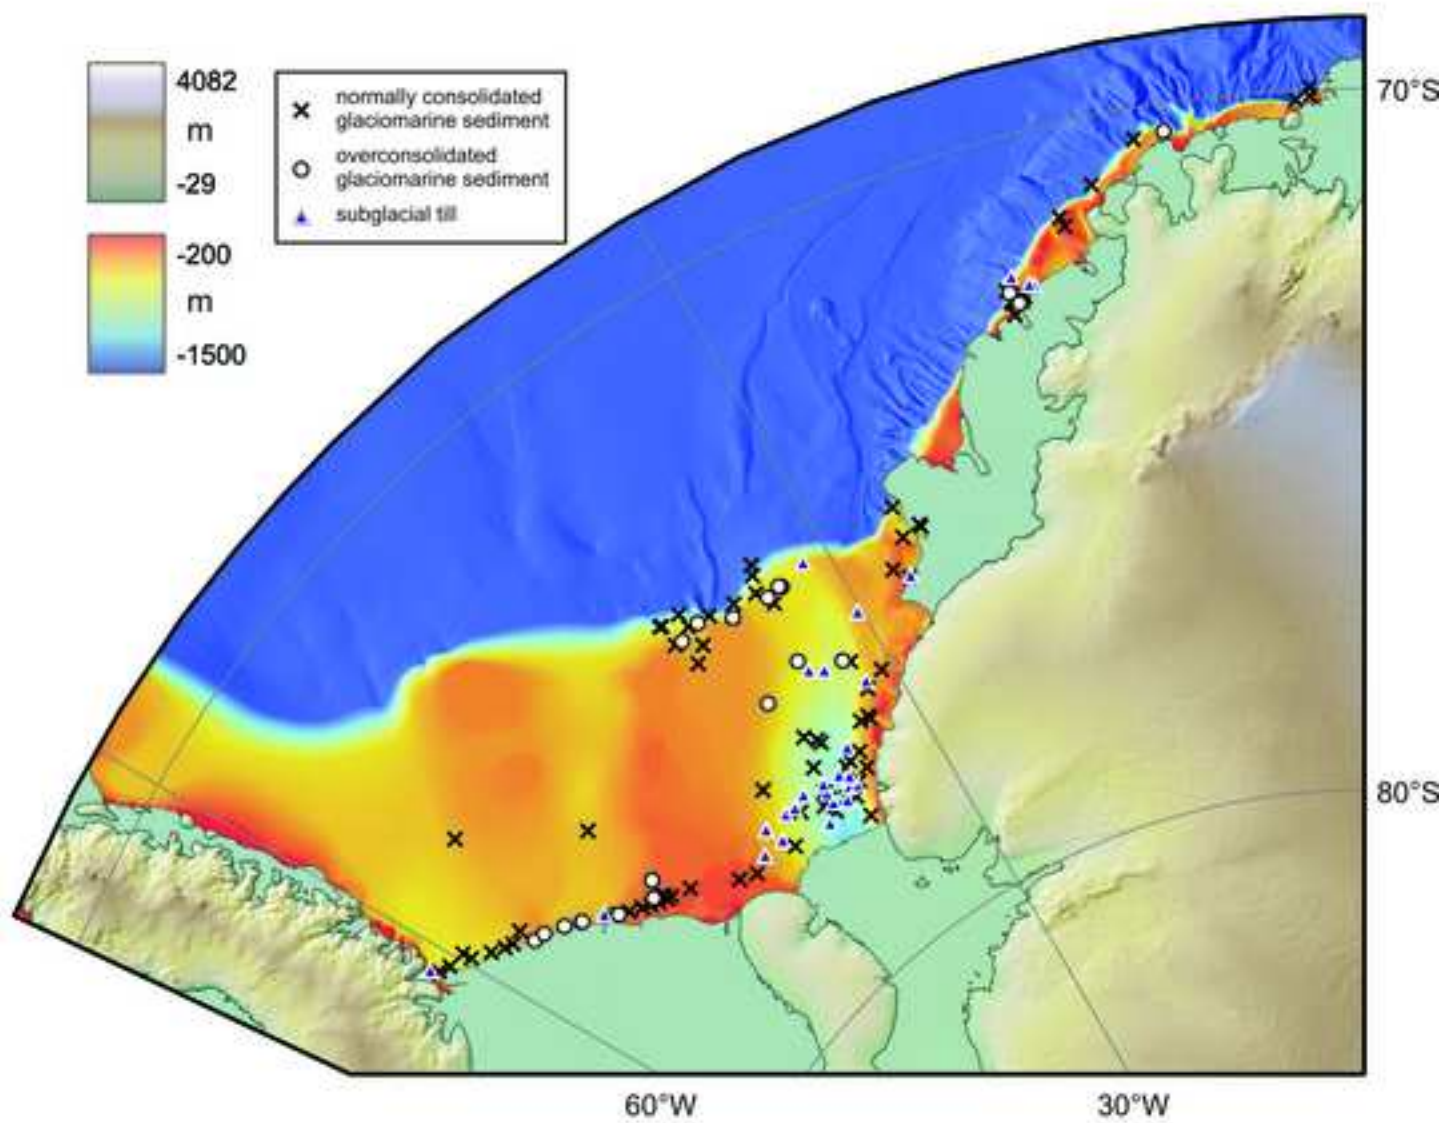 4082
m
-29
-200
m
-1500
normally consolidated
glaciomarine sediment
overconsolidated
glaciomarine sediment
subglacial till
70°S
80°S
60°W
30°W